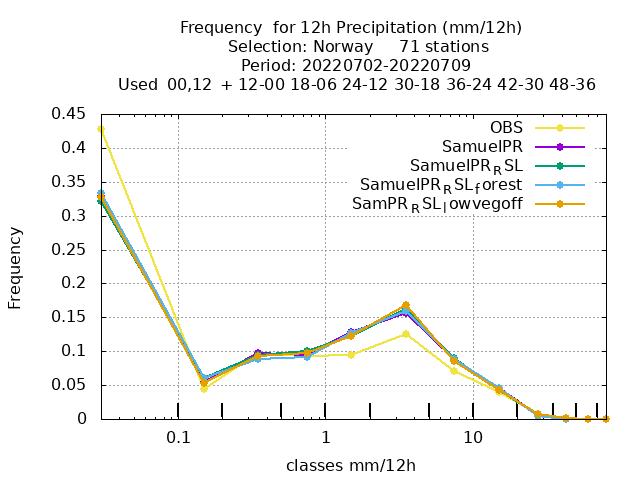 Frequency  for 12h Precipitation (mm/12h)
Selection: Norway     71 stations
Period: 20220702-20220709
Used  00,12  + 12-00 18-06 24-12 30-18 36-24 42-30 48-36
0.45
0.4
0.35
0.3
0.25
0.2
0.15
0.1
0.05
0
Frequency
OBS
SamuelPR
SamuelPR_RSL
SamuelPR_RSL_forest
SamPR_RSL_lowvegoff
0.1 1 10
classes mm/12h